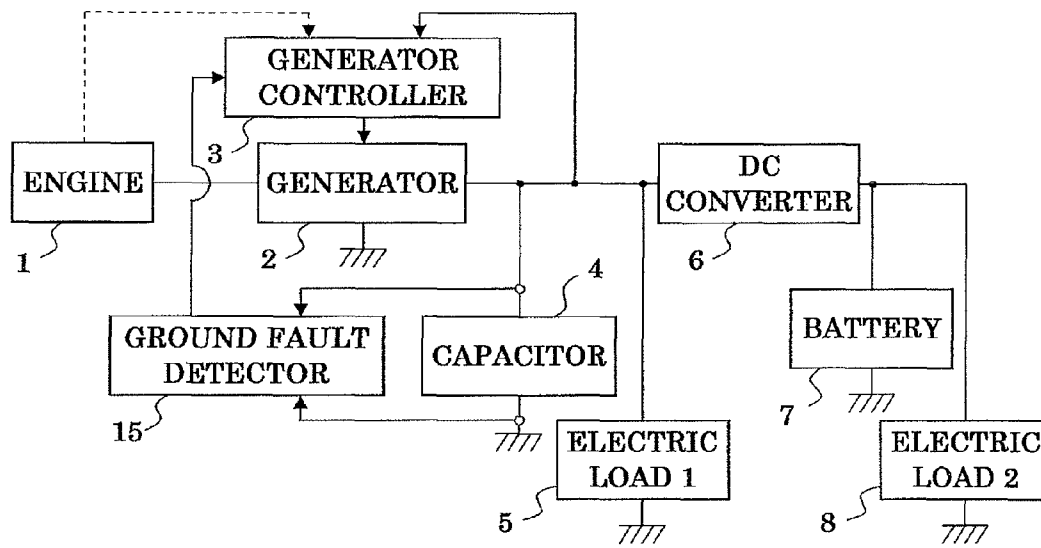 GENERATOR
CONTROLLER
3
ENGINE
1
GENERATOR
2
DC
CONVERTER
6
4
GROUND FAULT
DETECTOR
15
CAPACITOR
BATTERY
7
ELECTRIC
LOAD 1
5
ELECTRIC
LOAD 2
8